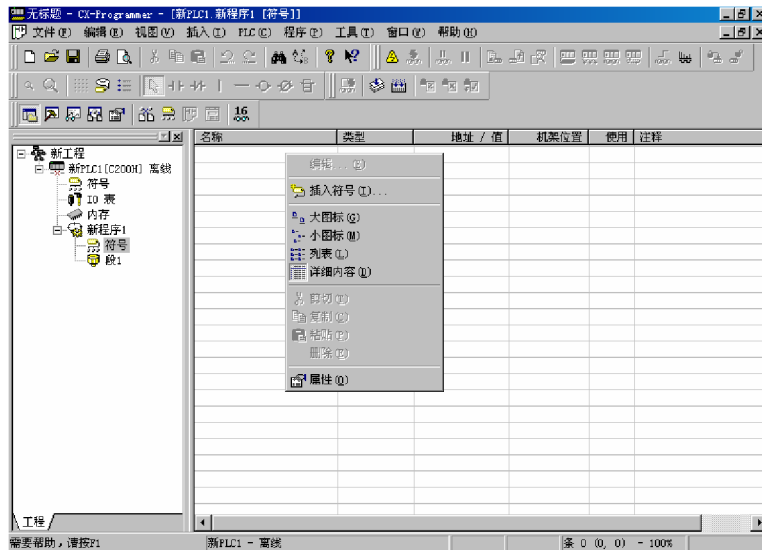 无标题 - CX-Programmer - [新PLC1.新程序1 [符号]]
文件(F) 编辑(E) 视图(V) 插入(I) PLC(C) 程序(P) 工具(T) 窗口(W) 帮助(H)
16
名称 类型 地址 / 值 机架位置 使用 注释
新工程
新PLC1[C200H] 离线
符号
IO 表
内存
新程序1
符号
段1
编辑... (E)
插入符号(I)...
大图标(G)
小图标(M)
列表(L)
详细内容(D)
剪切(T)
复制(C)
粘贴(P)
删除(E)
属性(O)
工程
需要帮助,请按F1 新PLC1 - 离线 条 0 (0, 0) - 100%